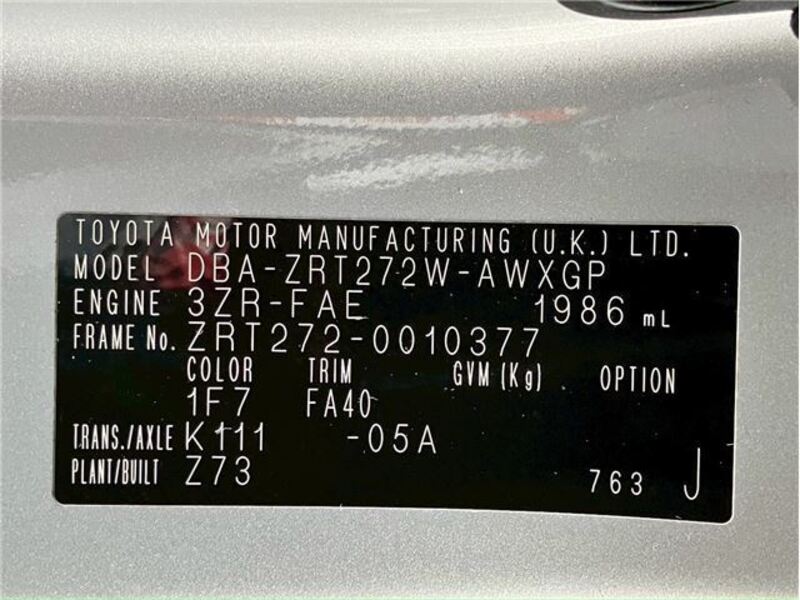 TOYOTA MOTOR MANUFACTURING (U.K.) LTD.
MODEL DBA-ZRT272W-AWXGP
ENGINE 3ZR-FAE 1986 mL
FRAME No. ZRT272-0010377
COLOR TRIM GVM (Kg) OPTION
1F7 FA40
TRANS./AXLE K111 -05A
PLANT/BUILT Z73 763 J